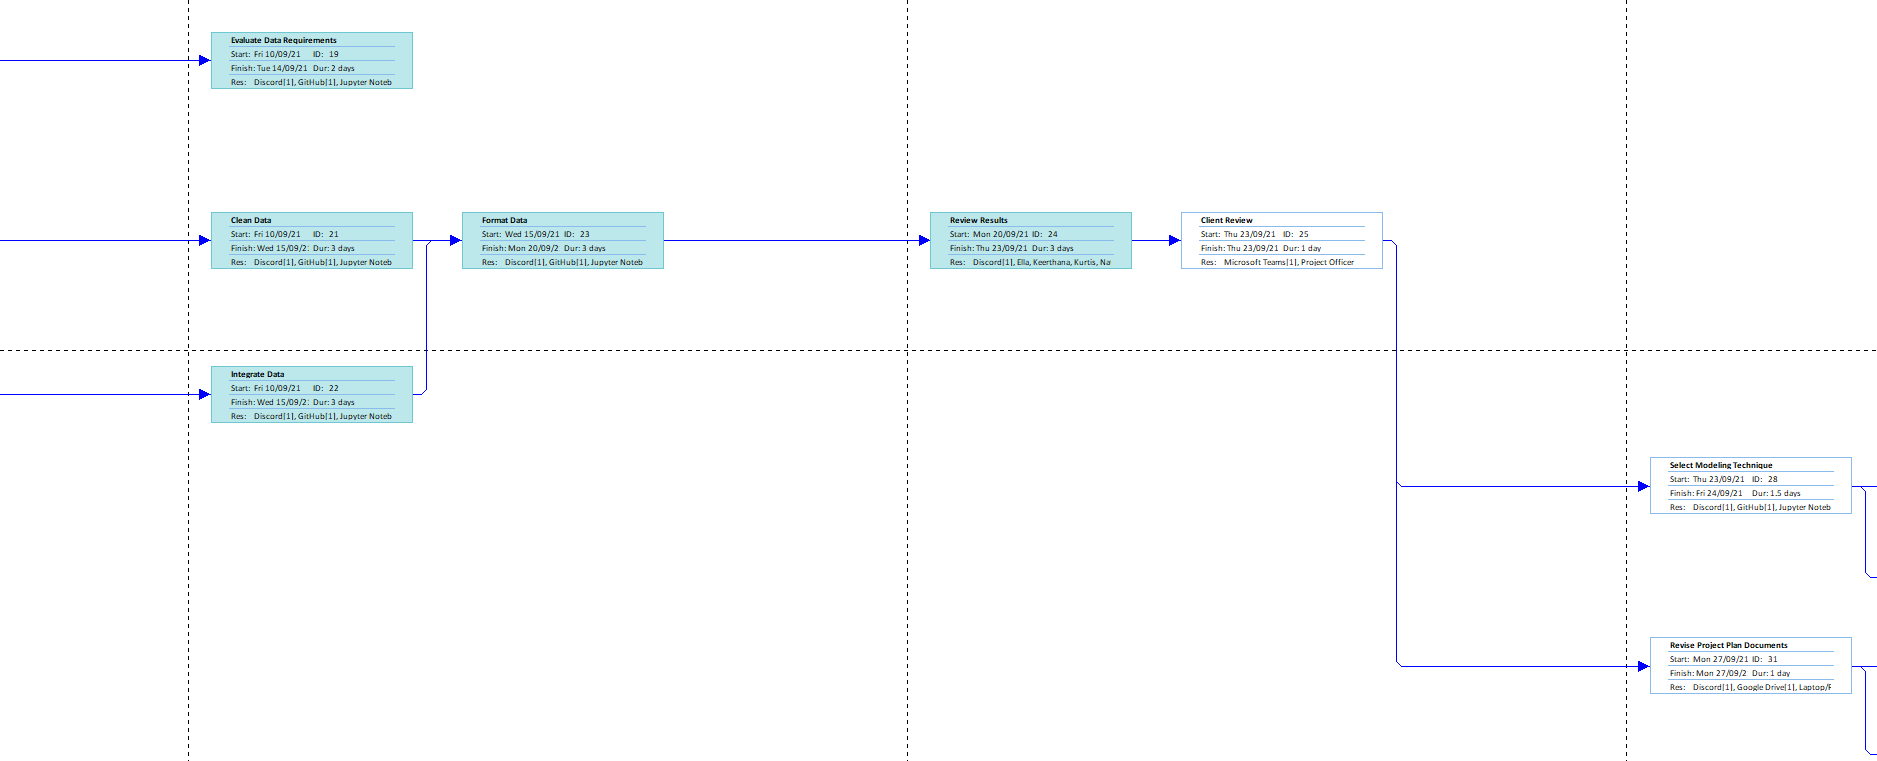 Evaluate Data Requirements
Start: Fri 10/09/21 ID: 19
Finish: Tue 14/09/21 Dur: 2 days
Res: Discord[1], GitHub[1], Jupyter Noteb
Clean Data
Start: Fri 10/09/21 ID: 21
Finish: Wed 15/09/2: Dur: 3 days
Res: Discord[1], GitHub[1], Jupyter Noteb
Format Data
Start: Wed 15/09/21 ID: 23
Finish: Mon 20/09/2 Dur: 3 days
Res: Discord[1], GitHub[1], Jupyter Noteb
Review Results
Start: Mon 20/09/21 ID: 24
Finish: Thu 23/09/21 Dur: 3 days
Res: Discord[1], Ella, Keerthana, Kurtis, Na
Client Review
Start: Thu 23/09/21 ID: 25
Finish: Thu 23/09/21 Dur: 1 day
Res: Microsoft Teams[1], Project Officer
Integrate Data
Start: Fri 10/09/21 ID: 22
Finish: Wed 15/09/2: Dur: 3 days
Res: Discord[1], GitHub[1], Jupyter Noteb
Select Modeling Technique
Start: Thu 23/09/21 ID: 28
Finish: Fri 24/09/21 Dur: 1.5 days
Res: Discord[1], GitHub[1], Jupyter Noteb
Revise Project Plan Documents
Start: Mon 27/09/21 ID: 31
Finish: Mon 27/09/2 Dur: 1 day
Res: Discord[1], Google Drive[1], Laptop/